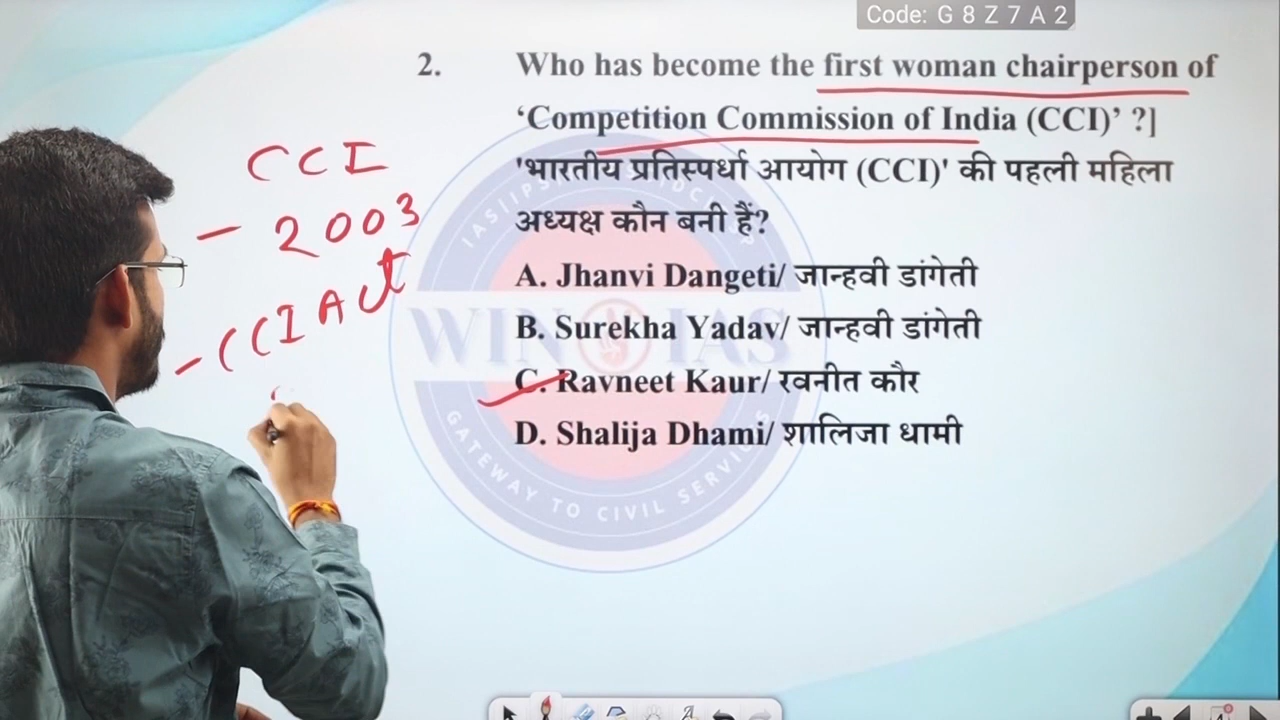 Code: G 8 Z 7 A 2
2. Who has become the first woman chairperson of
‘Competition Commission of India (CCI)’ ?]
'भारतीय प्रतिस्पर्धा आयोग (CCI)' की पहली महिला
अध्यक्ष कौन बनी हैं?
A. Jhanvi Dangeti/ जान्हवी डांगेती
B. Surekha Yadav/ जान्हवी डांगेती
C. Ravneet Kaur/ रवनीत कौर
D. Shalija Dhami/ शालिजा धामी
CCI
- 2003
- CCI Act
WIN IAS
GATEWAY TO CIVIL SERVICES